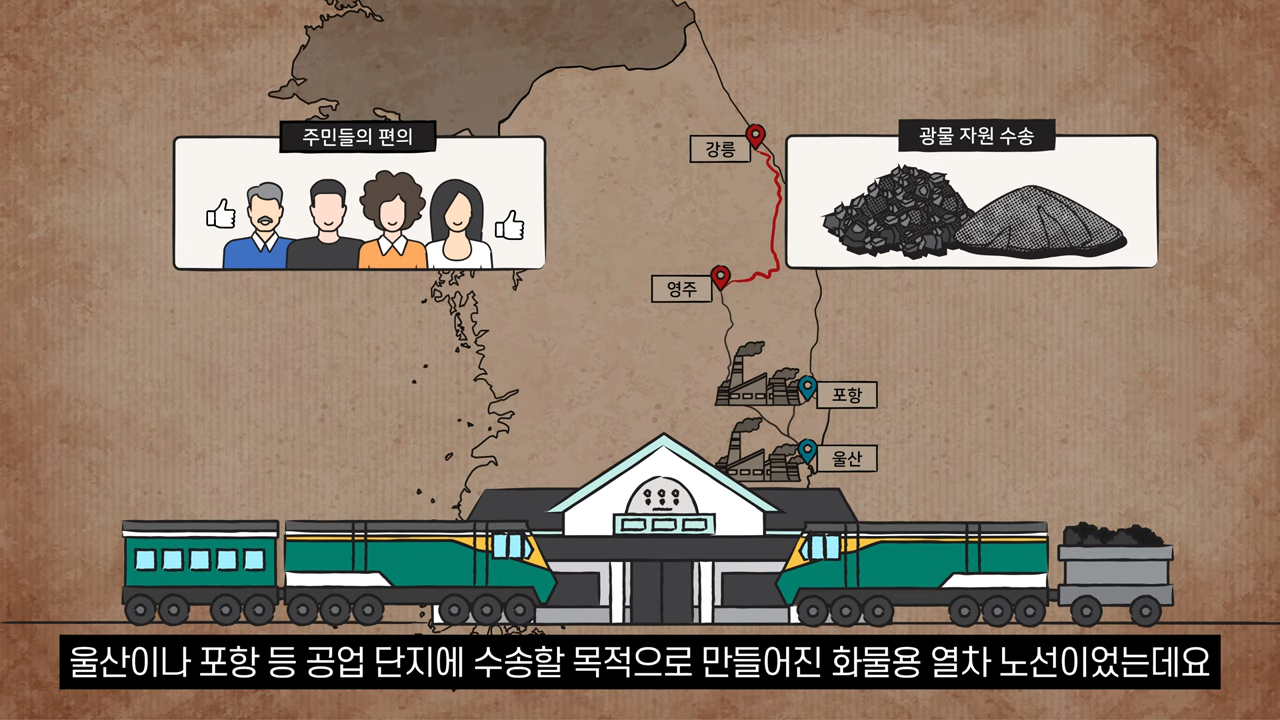 주민들의 편의
광물 자원 수송
강릉
영주
포항
울산
울산이나 포항 등 공업 단지에 수송할 목적으로 만들어진 화물용 열차 노선이었는데요